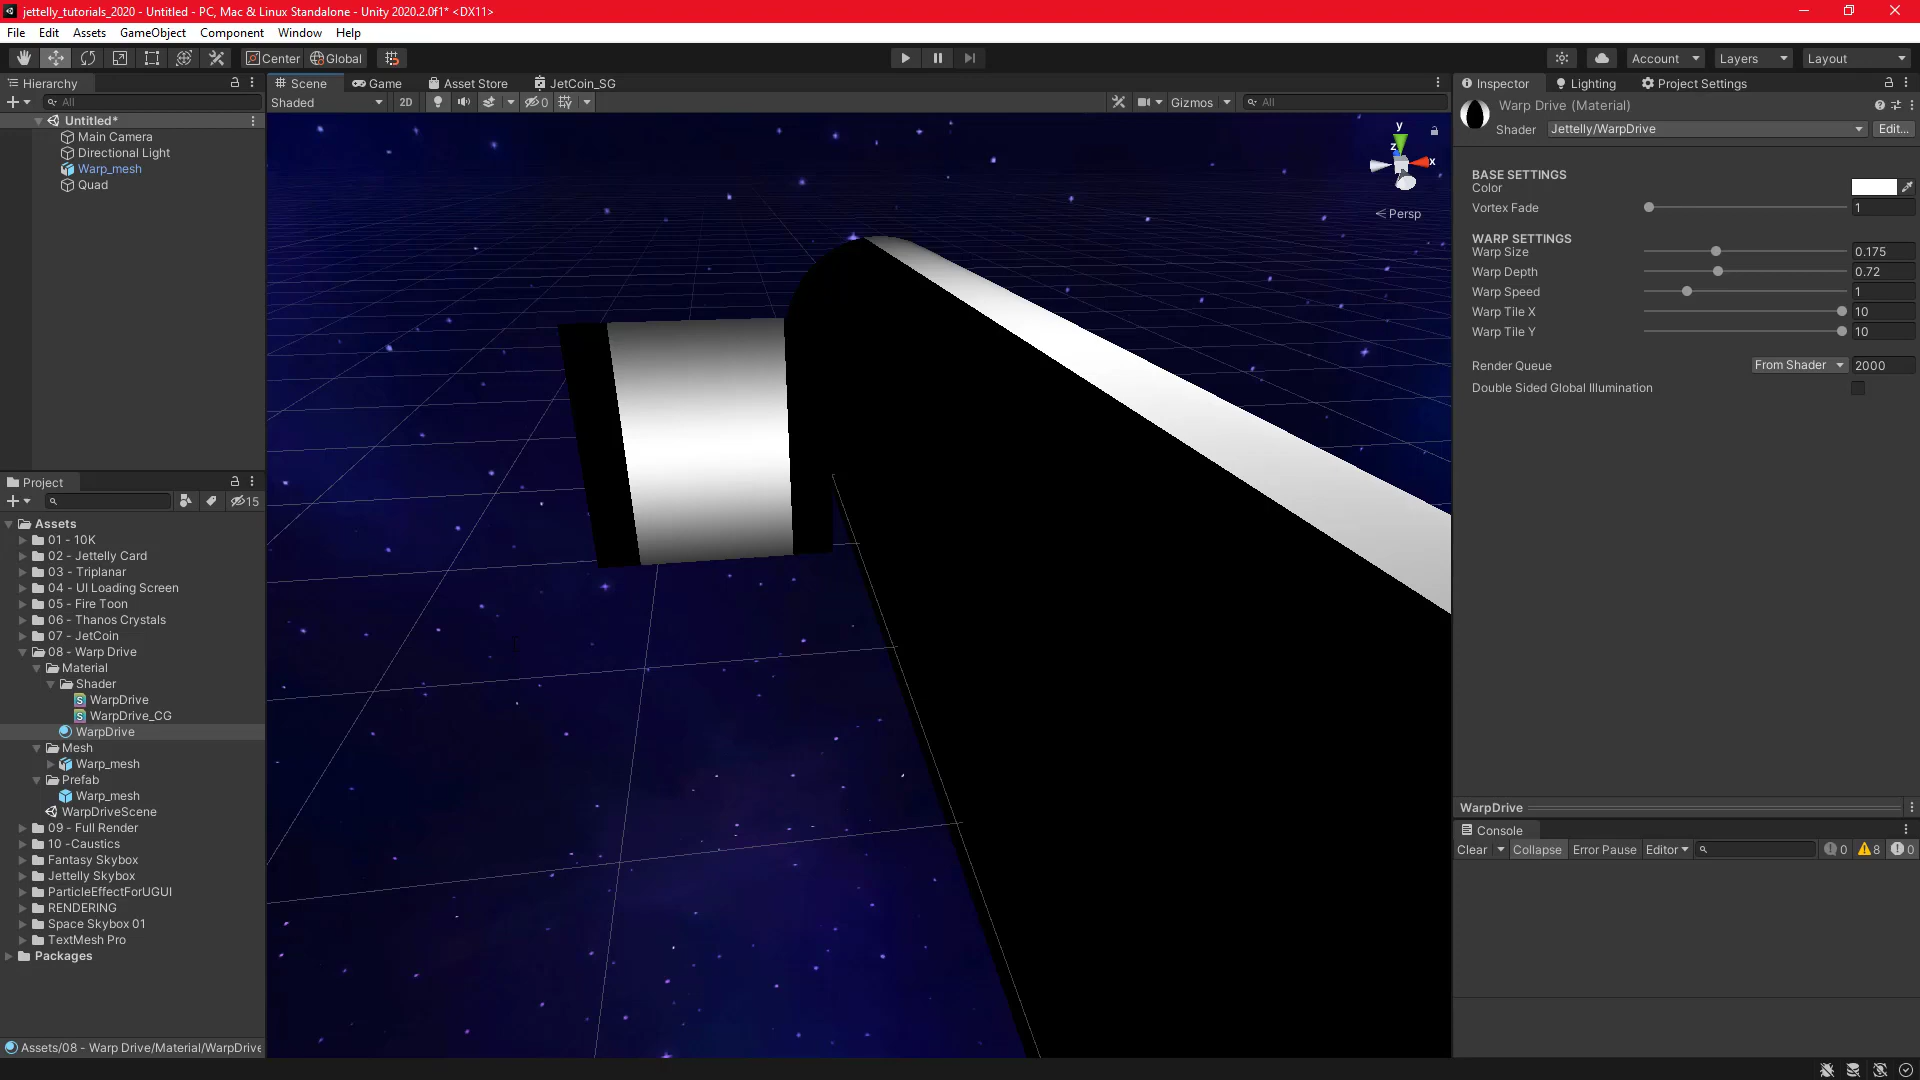 jettelly_tutorials_2020 - Untitled - PC, Mac & Linux Standalone - Unity 2020.2.0f1* <DX11>
File Edit Assets GameObject Component Window Help
Center Global
Account Layers Layout
Hierarchy
All
Untitled*
Main Camera
Directional Light
Warp_mesh
Quad
Scene Game Asset Store JetCoin_SG
Shaded 2D 0 Gizmos All
y
z
x
Persp
Project
15
Assets
01 - 10K
02 - Jettelly Card
03 - Triplanar
04 - UI Loading Screen
05 - Fire Toon
06 - Thanos Crystals
07 - JetCoin
08 - Warp Drive
Material
Shader
WarpDrive
WarpDrive_CG
WarpDrive
Mesh
Warp_mesh
Prefab
Warp_mesh
WarpDriveScene
09 - Full Render
10 -Caustics
Fantasy Skybox
Jettelly Skybox
ParticleEffectForUGUI
RENDERING
Space Skybox 01
TextMesh Pro
Packages
Assets/08 - Warp Drive/Material/WarpDrive
Inspector Lighting Project Settings
Warp Drive (Material)
Shader Jettelly/WarpDrive Edit...
BASE SETTINGS
Color
Vortex Fade 1
WARP SETTINGS
Warp Size 0.175
Warp Depth 0.72
Warp Speed 1
Warp Tile X 10
Warp Tile Y 10
Render Queue From Shader 2000
Double Sided Global Illumination
WarpDrive
Console
Clear Collapse Error Pause Editor 0 8 0